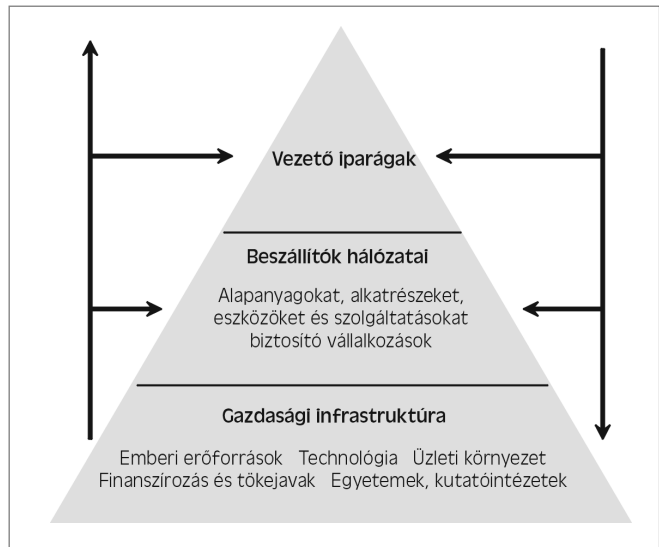 Vezető iparágak
Beszállítók hálózatai
Alapanyagokat, alkatrészeket,
eszközöket és szolgáltatásokat
biztosító vállalkozások
Gazdasági infrastruktúra
Emberi erőforrások Technológia Üzleti környezet
Finanszírozás és tőkejavak Egyetemek, kutatóintézetek